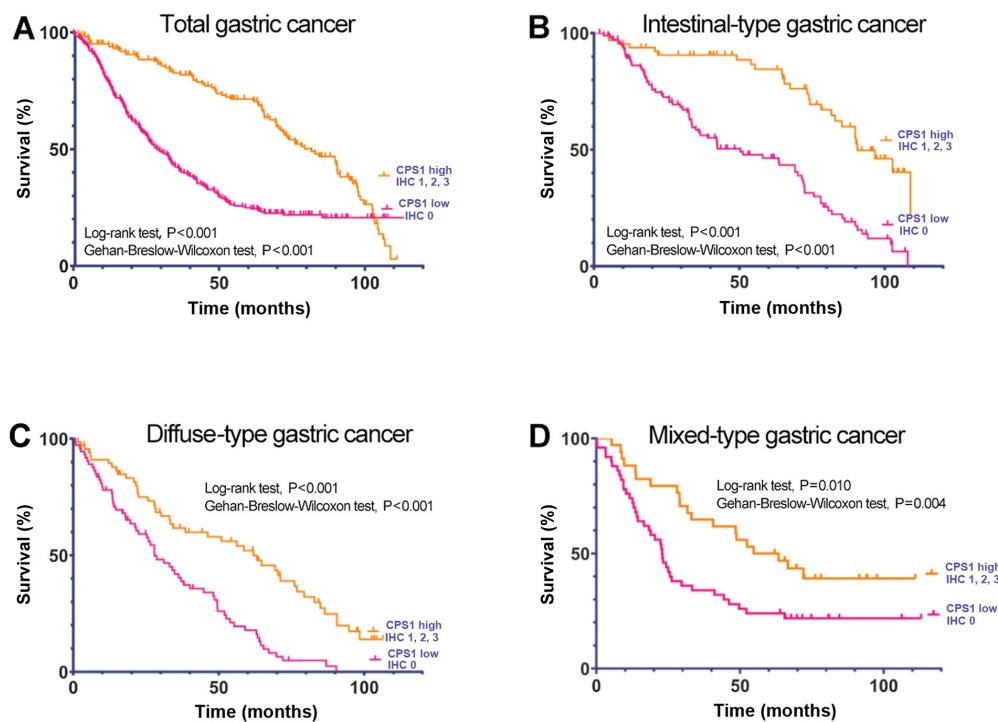 A
Total gastric cancer
100
50
0
Survival (%)
CPS1 high
IHC 1, 2, 3
CPS1 low
IHC 0
Log-rank test, P<0.001
Gehan-Breslow-Wilcoxon test, P<0.001
0
50
100
Time (months)
B
Intestinal-type gastric cancer
100
50
0
Survival (%)
CPS1 high
IHC 1, 2, 3
CPS1 low
IHC 0
Log-rank test, P<0.001
Gehan-Breslow-Wilcoxon test, P<0.001
0
50
100
Time (months)
C
Diffuse-type gastric cancer
100
50
0
Survival (%)
Log-rank test, P<0.001
Gehan-Breslow-Wilcoxon test, P<0.001
CPS1 high
IHC 1, 2, 3
CPS1 low
IHC 0
0
50
100
Time (months)
D
Mixed-type gastric cancer
100
50
0
Survival (%)
Log-rank test, P=0.010
Gehan-Breslow-Wilcoxon test, P=0.004
CPS1 high
IHC 1, 2, 3
CPS1 low
IHC 0
0
50
100
Time (months)